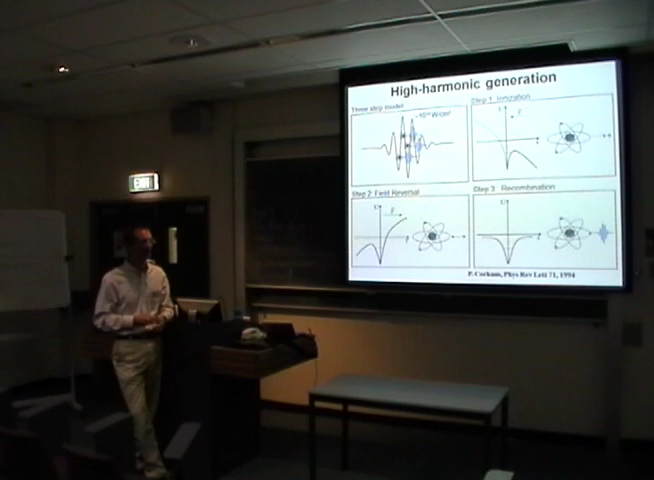 High-harmonic generation
Three step model
Step 1: Ionization
Step 2: Field Reversal
Step 3: Recombination
P. Corkum, Phys Rev Lett 71, 1994
EXIT